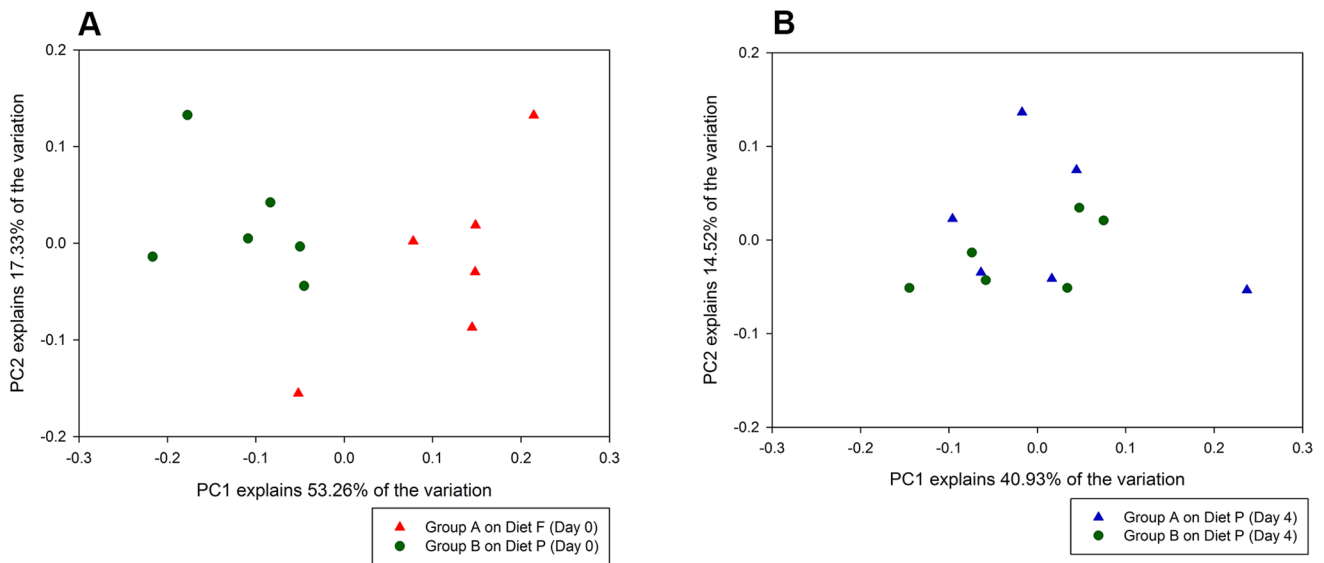 A
0.2
0.1
0.0
-0.1
-0.2
PC2 explains 17.33% of the variation
-0.3 -0.2 -0.1 0.0 0.1 0.2 0.3
PC1 explains 53.26% of the variation
Group A on Diet F (Day 0)
Group B on Diet P (Day 0)
B
0.2
0.1
0.0
-0.1
-0.2
PC2 explains 14.52% of the variation
-0.3 -0.2 -0.1 0.0 0.1 0.2 0.3
PC1 explains 40.93% of the variation
Group A on Diet P (Day 4)
Group B on Diet P (Day 4)